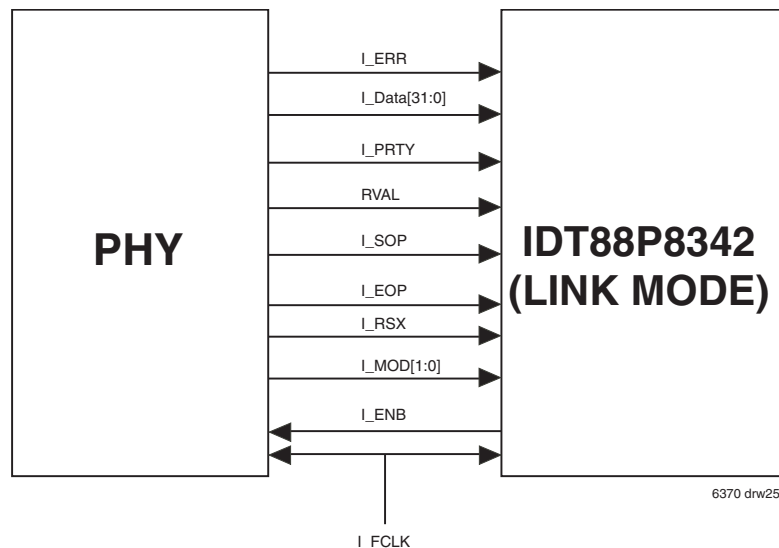 I_ERR
I_Data[31:0]
I_PRTY
RVAL
I_SOP
I_EOP
I_RSX
I_MOD[1:0]
I_ENB
I_FCLK
PHY
IDT88P8342
(LINK MODE)
6370 drw25